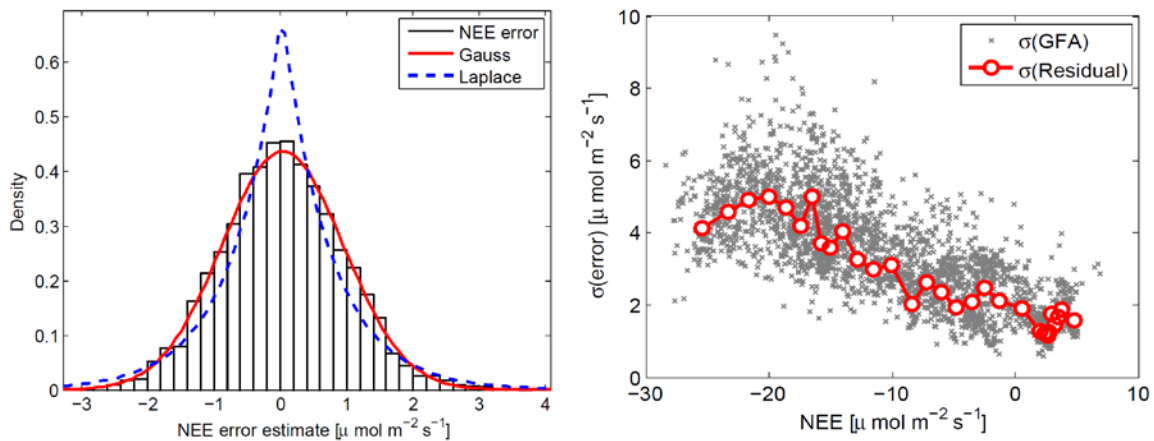 NEE error
Gauss
Laplace
0.6
0.5
0.4
0.3
0.2
0.1
0
Density
−3 −2 −1 0 1 2 3 4
NEE error estimate [μ mol m⁻² s⁻¹]
σ(GFA)
σ(Residual)
10
8
6
4
2
0
σ(error) [μ mol m⁻² s⁻¹]
−30 −20 −10 0 10
NEE [μ mol m⁻² s⁻¹]